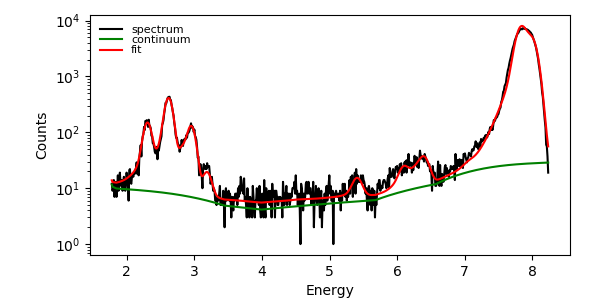 10⁴
10³
10²
10¹
10⁰
Counts
spectrum
continuum
fit
2 3 4 5 6 7 8
Energy